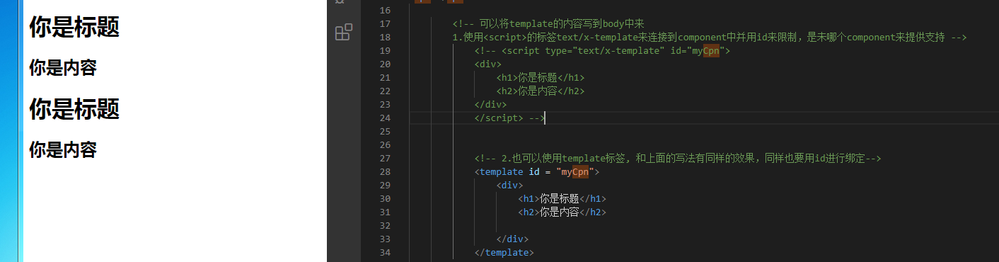 你是标题
你是内容
你是标题
你是内容
16
17 <!-- 可以将template的内容写到body中来
18 1.使用<script>的标签text/x-template来连接到component中并用id来限制，是未哪个component来提供支持 -->
19 <!-- <script type="text/x-template" id="myCpn">
20 <div>
21 <h1>你是标题</h1>
22 <h2>你是内容</h2>
23 </div>
24 </script> -->
25
26
27 <!-- 2.也可以使用template标签, 和上面的写法有同样的效果，同样也要用id进行绑定-->
28 <template id = "myCpn">
29 <div>
30 <h1>你是标题</h1>
31 <h2>你是内容</h2>
32
33 </div>
34 </template>